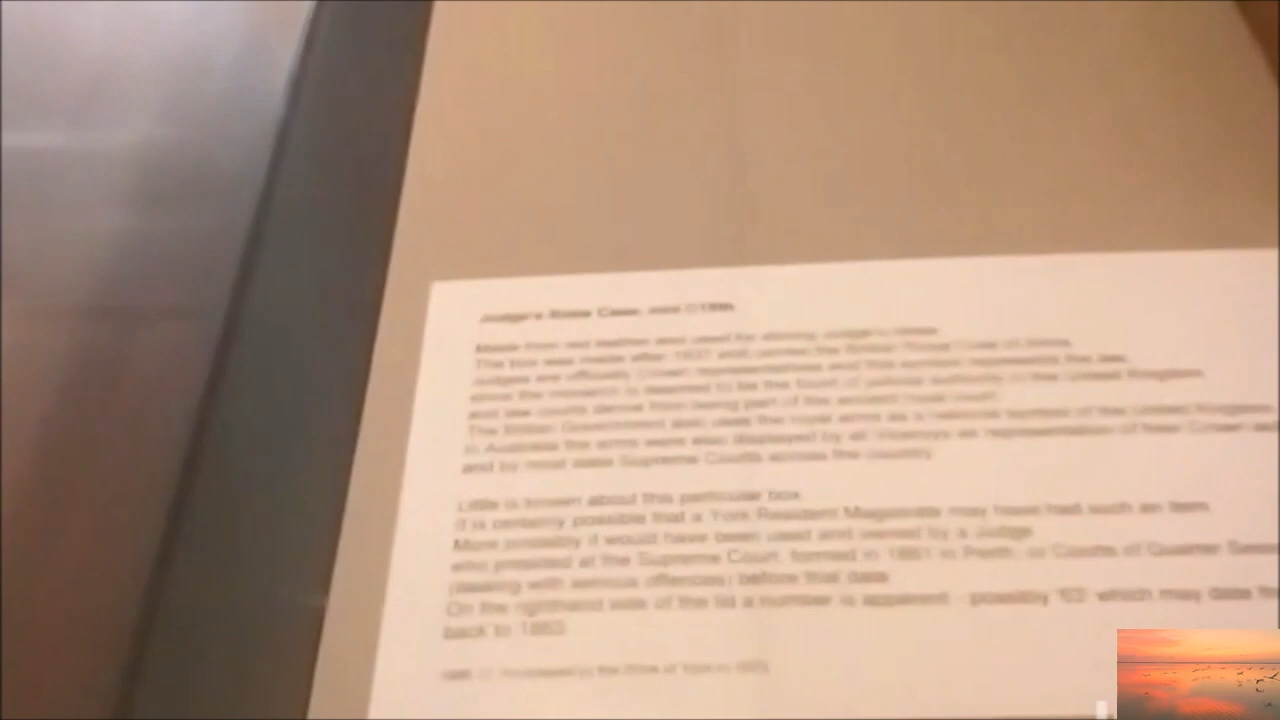 Judge's Robe Case, mid C19th
Made from red leather and used for storing Judge's robes.
The box was made after 1837 and carries the British Royal Coat of Arms.
Judges are officially Crown representatives and this symbol represents this
since the monarch is deemed to be the fount of judicial authority in the United Kingdom
and law courts derive from being part of the ancient royal court.
The British Government also uses the royal arms as a national symbol of the United Kingdom
In Australia the arms were also displayed by all Viceroys as representation of their Crown
and by most state Supreme Courts across the country.
Little is known about this particular box.
It is certainly possible that a York Resident Magistrate may have had such an item.
More possibly it would have been used and owned by a Judge
who presided at the Supreme Court, formed in 1861 in Perth, or Courts of Quarter
(dealing with serious offences) before that date.
On the righthand side of the lid a number is apparent - possibly '63' which may date
back to 1863.